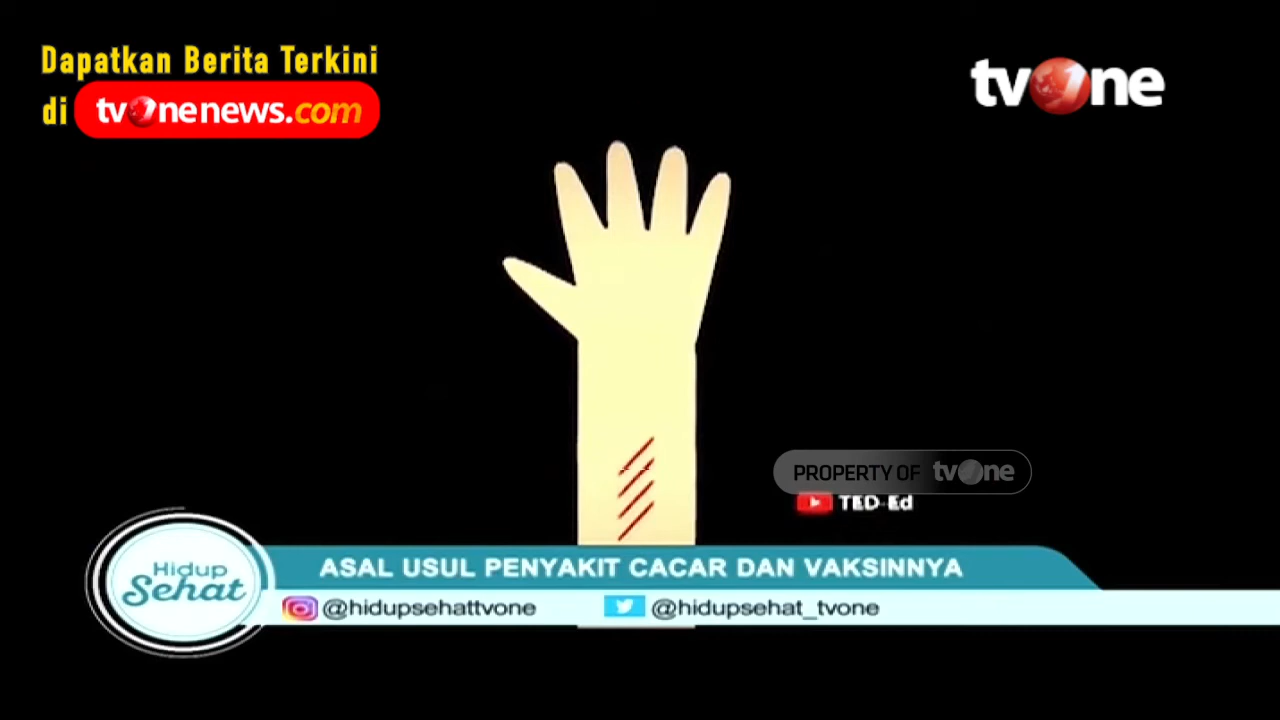 Dapatkan Berita Terkini
di tvOnenews.com
tvOne
PROPERTY OF tvOne
TED-Ed
Hidup
Sehat
ASAL USUL PENYAKIT CACAR DAN VAKSINNYA
@hidupsehattvone
@hidupsehat_tvone